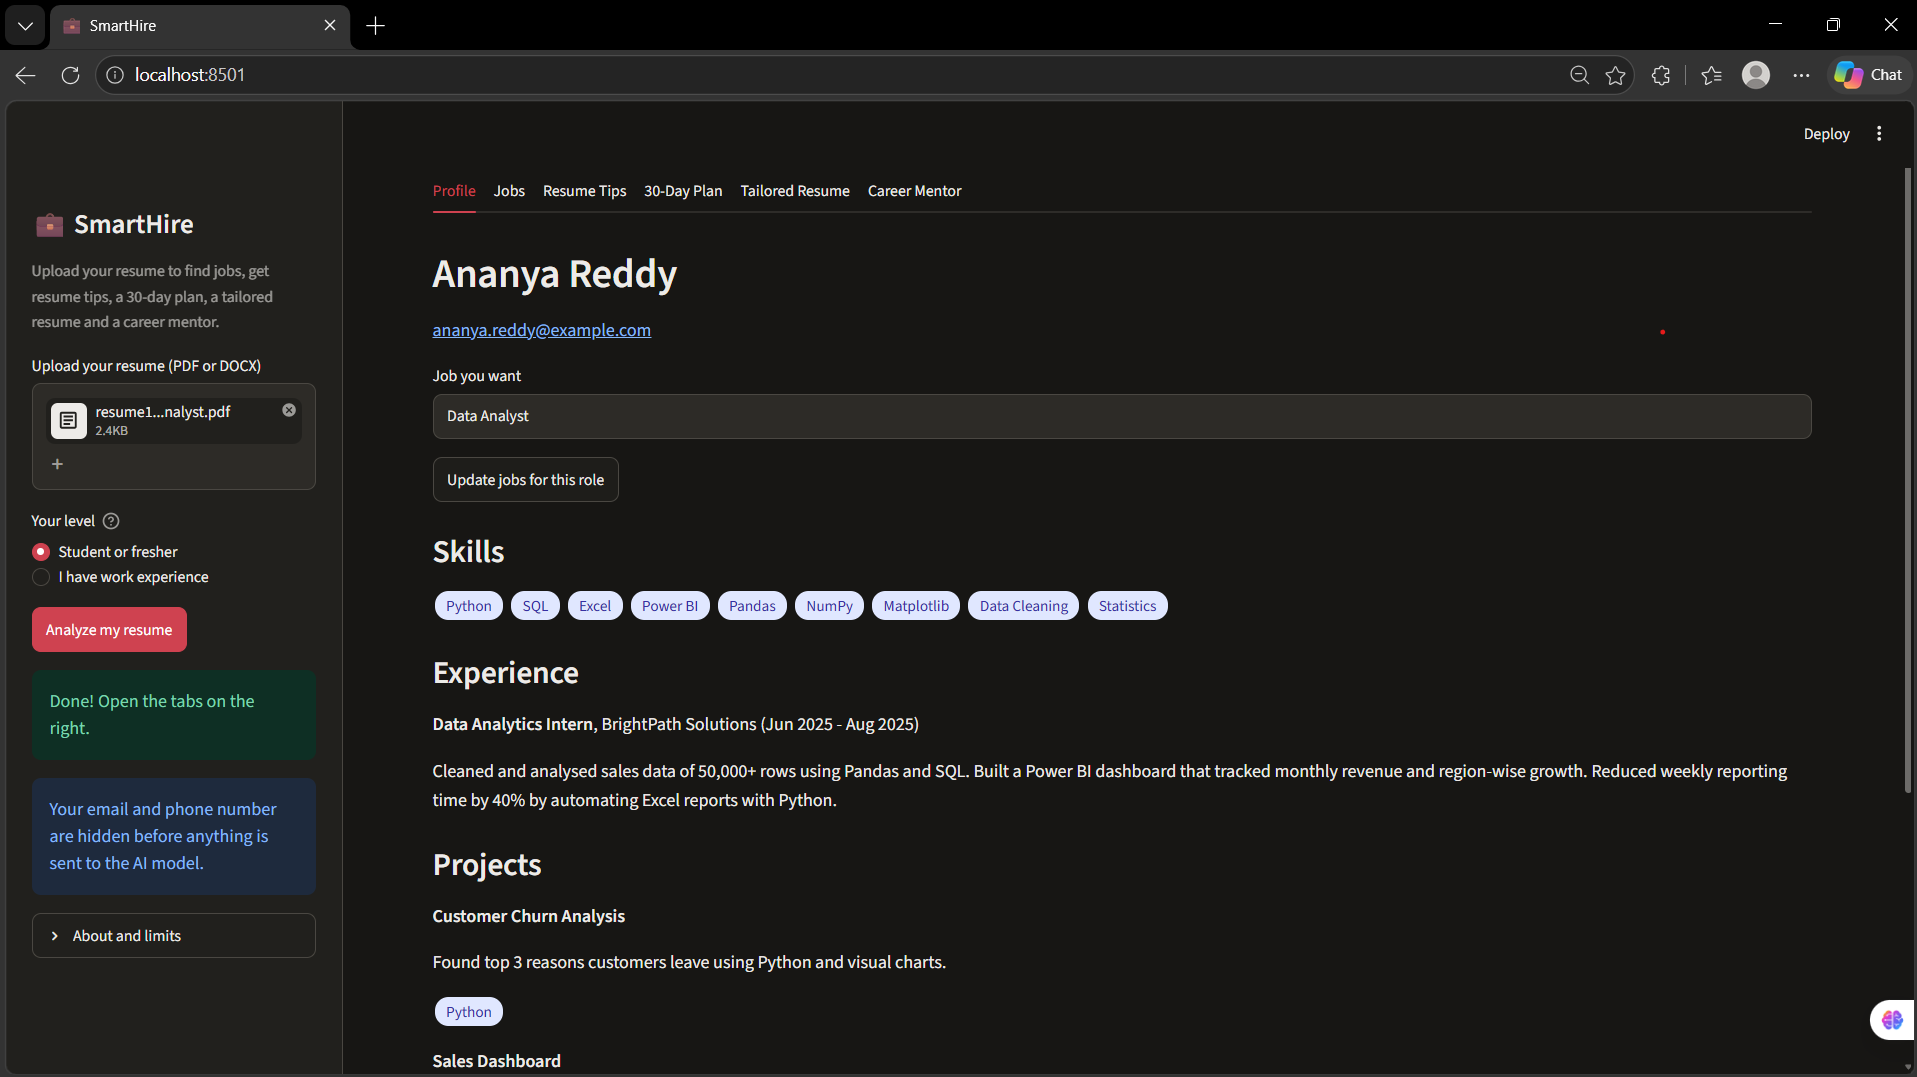 SmartHire
localhost:8501
Chat
Deploy
SmartHire
Upload your resume to find jobs, get
resume tips, a 30-day plan, a tailored
resume and a career mentor.
Upload your resume (PDF or DOCX)
resume1...nalyst.pdf
2.4KB
Your level
Student or fresher
I have work experience
Analyze my resume
Done! Open the tabs on the
right.
Your email and phone number
are hidden before anything is
sent to the AI model.
About and limits
Profile Jobs Resume Tips 30-Day Plan Tailored Resume Career Mentor
Ananya Reddy
ananya.reddy@example.com
Job you want
Data Analyst
Update jobs for this role
Skills
Python SQL Excel Power BI Pandas NumPy Matplotlib Data Cleaning Statistics
Experience
Data Analytics Intern, BrightPath Solutions (Jun 2025 - Aug 2025)
Cleaned and analysed sales data of 50,000+ rows using Pandas and SQL. Built a Power BI dashboard that tracked monthly revenue and region-wise growth. Reduced weekly reporting
time by 40% by automating Excel reports with Python.
Projects
Customer Churn Analysis
Found top 3 reasons customers leave using Python and visual charts.
Python
Sales Dashboard